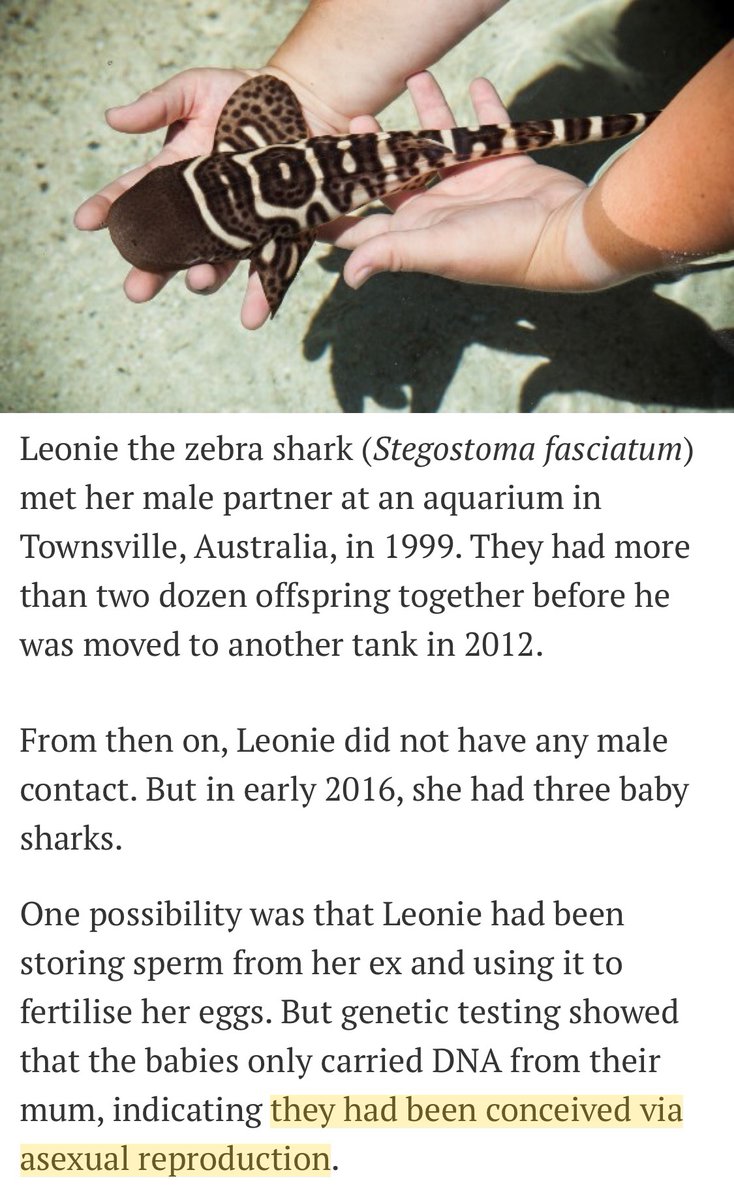 Leonie the zebra shark (Stegostoma fasciatum)
met her male partner at an aquarium in
Townsville, Australia, in 1999. They had more
than two dozen offspring together before he
was moved to another tank in 2012.
From then on, Leonie did not have any male
contact. But in early 2016, she had three baby
sharks.
One possibility was that Leonie had been
storing sperm from her ex and using it to
fertilise her eggs. But genetic testing showed
that the babies only carried DNA from their
mum, indicating they had been conceived via
asexual reproduction.